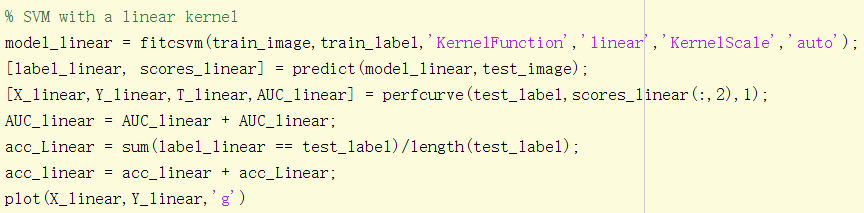 % SVM with a linear kernel
model_linear = fitcsvm(train_image,train_label,'KernelFunction','linear','KernelScale','auto');
[label_linear, scores_linear] = predict(model_linear,test_image);
[X_linear,Y_linear,T_linear,AUC_linear] = perfcurve(test_label,scores_linear(:,2),1);
AUC_linear = AUC_linear + AUC_linear;
acc_Linear = sum(label_linear == test_label)/length(test_label);
acc_linear = acc_linear + acc_Linear;
plot(X_linear,Y_linear,'g')